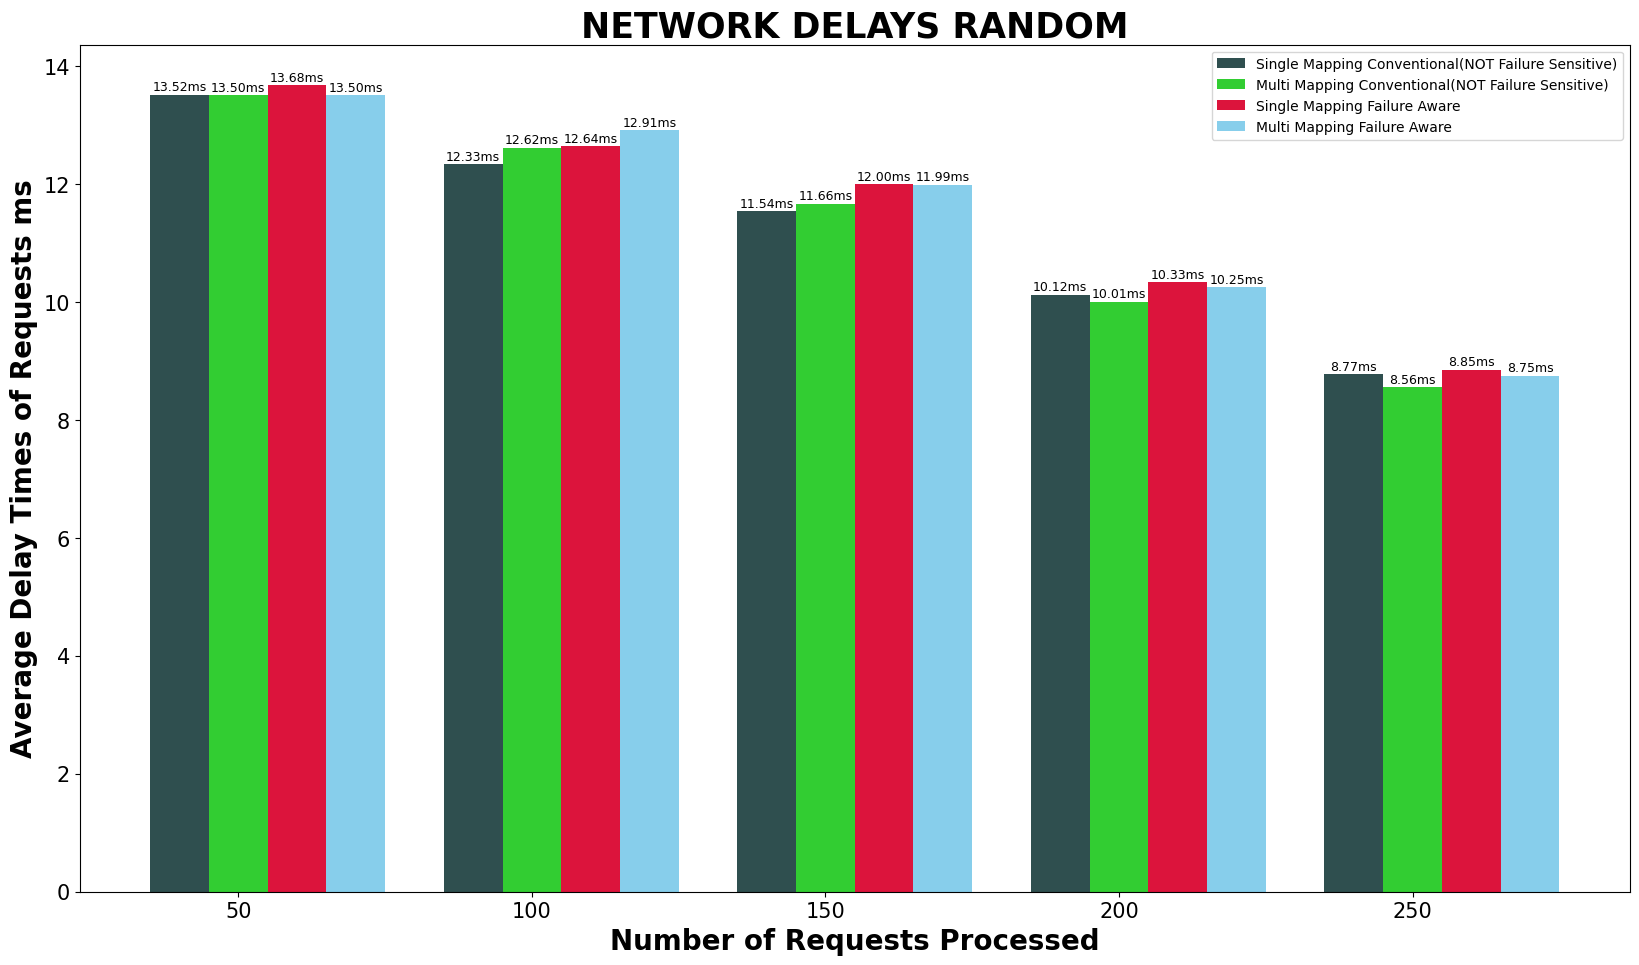 NETWORK DELAYS RANDOM
Single Mapping Conventional(NOT Failure Sensitive)
Multi Mapping Conventional(NOT Failure Sensitive)
Single Mapping Failure Aware
Multi Mapping Failure Aware
Average Delay Times of Requests ms
14
12
10
8
6
4
2
0
13.52ms 13.50ms 13.68ms 13.50ms
12.33ms 12.62ms 12.64ms 12.91ms
11.54ms 11.66ms 12.00ms 11.99ms
10.12ms 10.01ms 10.33ms 10.25ms
8.77ms 8.56ms 8.85ms 8.75ms
50 100 150 200 250
Number of Requests Processed